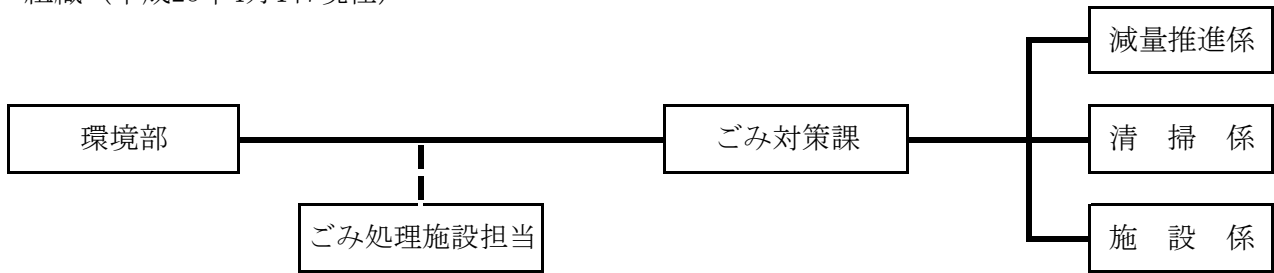 減量推進係
環境部
ごみ対策課
清掃係
ごみ処理施設担当
施設係